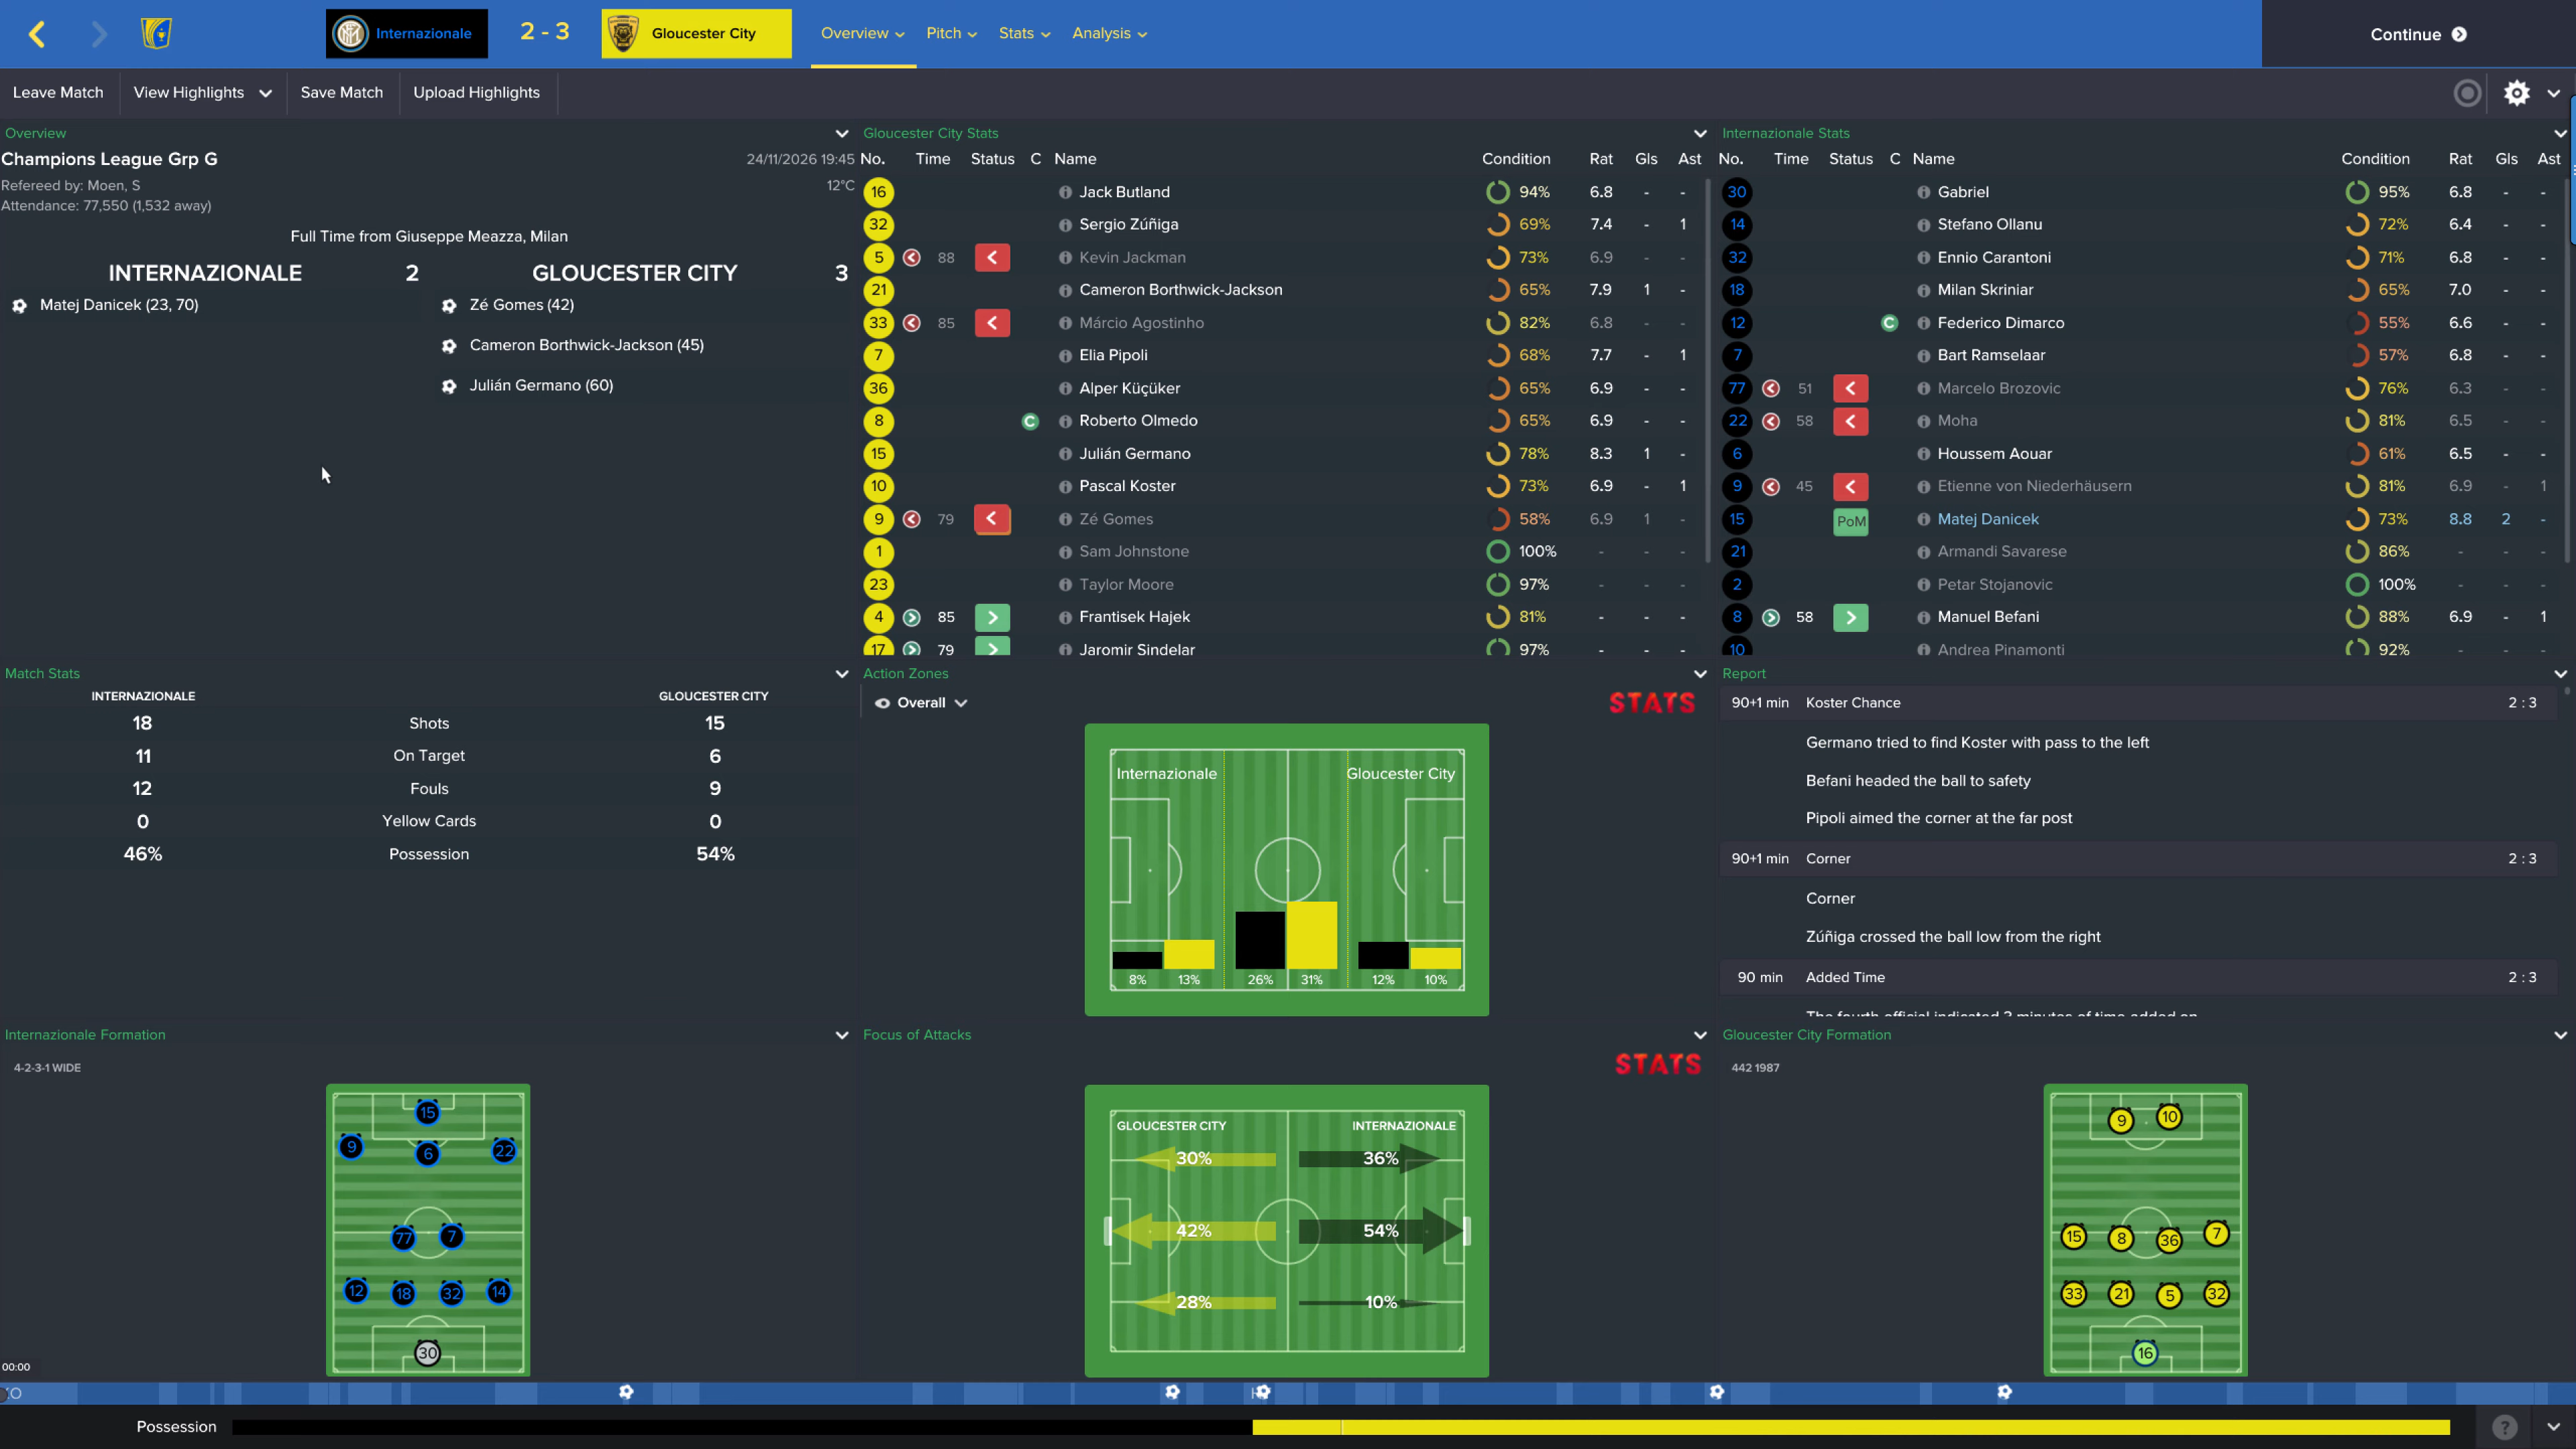 Internazionale 2 - 3 Gloucester City Overview Pitch Stats Analysis Continue
Leave Match View Highlights Save Match Upload Highlights
Overview
Champions League Grp G 24/11/2026 19:45
Refereed by: Moen, S 12°C
Attendance: 77,550 (1,532 away)
Full Time from Giuseppe Meazza, Milan
INTERNAZIONALE 2 GLOUCESTER CITY 3
Matej Danicek (23, 70) Zé Gomes (42)
Cameron Borthwick-Jackson (45)
Julián Germano (60)
Gloucester City Stats
No. Time Status C Name Condition Rat Gls Ast
16 Jack Butland 94% 6.8 - -
32 Sergio Zúñiga 69% 7.4 - 1
5 88 Kevin Jackman 73% 6.9 - -
21 Cameron Borthwick-Jackson 65% 7.9 1 -
33 85 Márcio Agostinho 82% 6.8 - -
7 Elia Pipoli 68% 7.7 - 1
36 Alper Küçüker 65% 6.9 - -
8 C Roberto Olmedo 65% 6.9 - -
15 Julián Germano 78% 8.3 1 -
10 Pascal Koster 73% 6.9 - 1
9 79 Zé Gomes 58% 6.9 1 -
1 Sam Johnstone 100% - - -
23 Taylor Moore 97% - - -
4 85 Frantisek Hajek 81% - - -
17 79 Jaromir Sindelar 97% - - -
Internazionale Stats
No. Time Status C Name Condition Rat Gls Ast
30 Gabriel 95% 6.8 - -
14 Stefano Ollanu 72% 6.4 - -
32 Ennio Carantoni 71% 6.8 - -
18 Milan Skriniar 65% 7.0 - -
12 C Federico Dimarco 55% 6.6 - -
7 Bart Ramselaar 57% 6.8 - -
77 51 Marcelo Brozovic 76% 6.3 - -
22 58 Moha 81% 6.5 - -
6 Houssem Aouar 61% 6.5 - -
9 45 Etienne von Niederhäusern 81% 6.9 - 1
15 PoM Matej Danicek 73% 8.8 2 -
21 Armandi Savarese 86% - - -
2 Petar Stojanovic 100% - - -
8 58 Manuel Befani 88% 6.9 - 1
10 Andrea Pinamonti 92% - - -
Match Stats
INTERNAZIONALE GLOUCESTER CITY
18 Shots 15
11 On Target 6
12 Fouls 9
0 Yellow Cards 0
46% Possession 54%
Action Zones
Overall STATS
Internazionale Gloucester City
8% 13% 26% 31% 12% 10%
Report
90+1 min Koster Chance 2 : 3
Germano tried to find Koster with pass to the left
Befani headed the ball to safety
Pipoli aimed the corner at the far post
90+1 min Corner 2 : 3
Corner
Zúñiga crossed the ball low from the right
90 min Added Time 2 : 3
The fourth official indicated 2 minutes of time added on
Internazionale Formation
4-2-3-1 WIDE
15
9 6 22
77 7
12 18 32 14
30
Focus of Attacks
STATS
GLOUCESTER CITY INTERNAZIONALE
30% 36%
42% 54%
28% 10%
Gloucester City Formation
442 1987
9 10
15 8 36 7
33 21 5 32
16
00:00
Possession ?